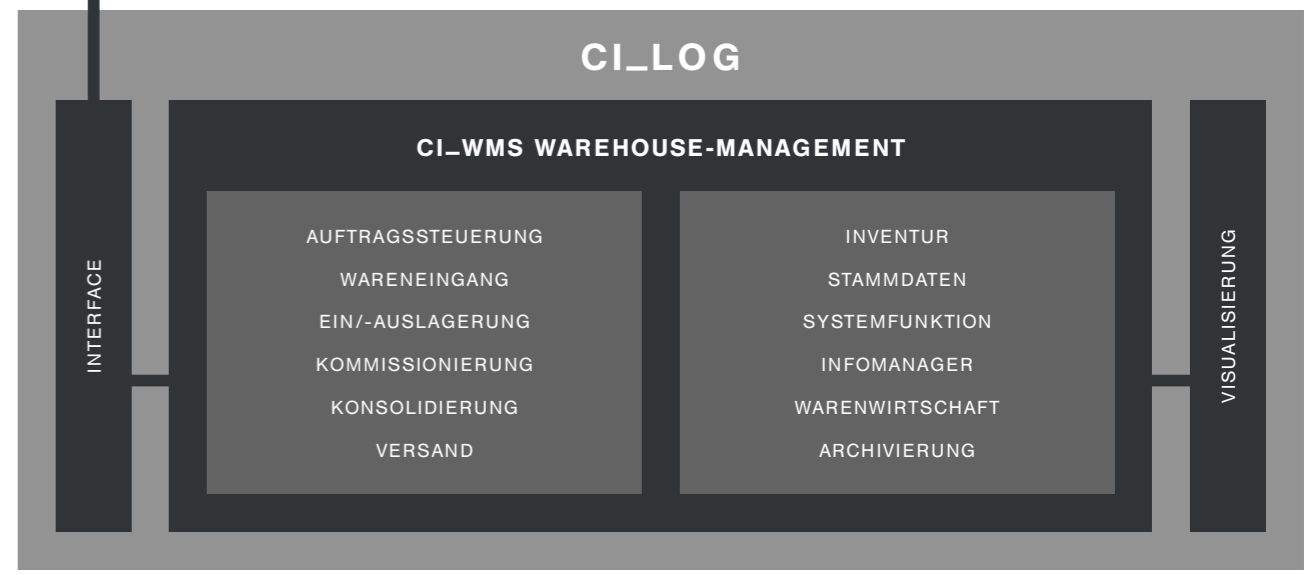 CI_LOG
INTERFACE
CI_WMS WAREHOUSE-MANAGEMENT
AUFTRAGSSTEUERUNG
WARENEINGANG
EIN/-AUSLAGERUNG
KOMMISSIONIERUNG
KONSOLIDIERUNG
VERSAND
INVENTUR
STAMMDATEN
SYSTEMFUNKTION
INFOMANAGER
WARENWIRTSCHAFT
ARCHIVIERUNG
VISUALISIERUNG